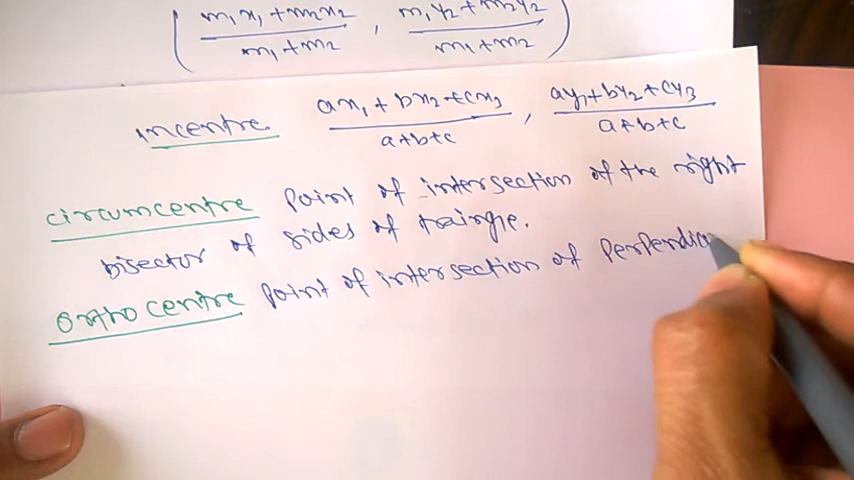 ( m1x1+m2x2 / m1+m2 , m1y2+m2y2 / m1+m2 )
Incentre ax1+bx2+cx3 / a+b+c , ay1+by2+cy3 / a+b+c
circumcentre point of intersection of the right
bisector of sides of traingle.
orthocentre point of intersection of perpendic